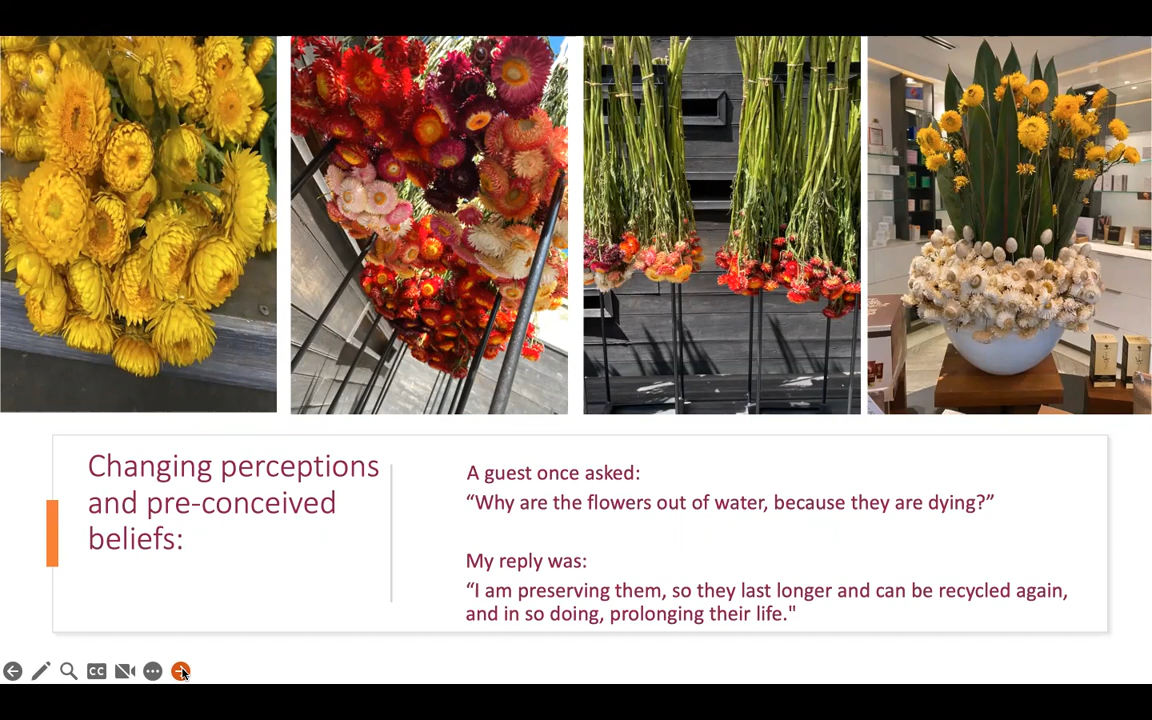 Changing perceptions
and pre-conceived
beliefs:
A guest once asked:
“Why are the flowers out of water, because they are dying?”
My reply was:
“I am preserving them, so they last longer and can be recycled again,
and in so doing, prolonging their life."
CC